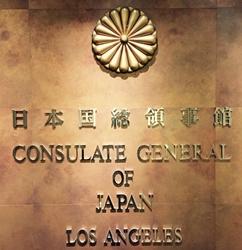 日本国総領事館
CONSULATE GENERAL
OF
JAPAN
LOS ANGELES